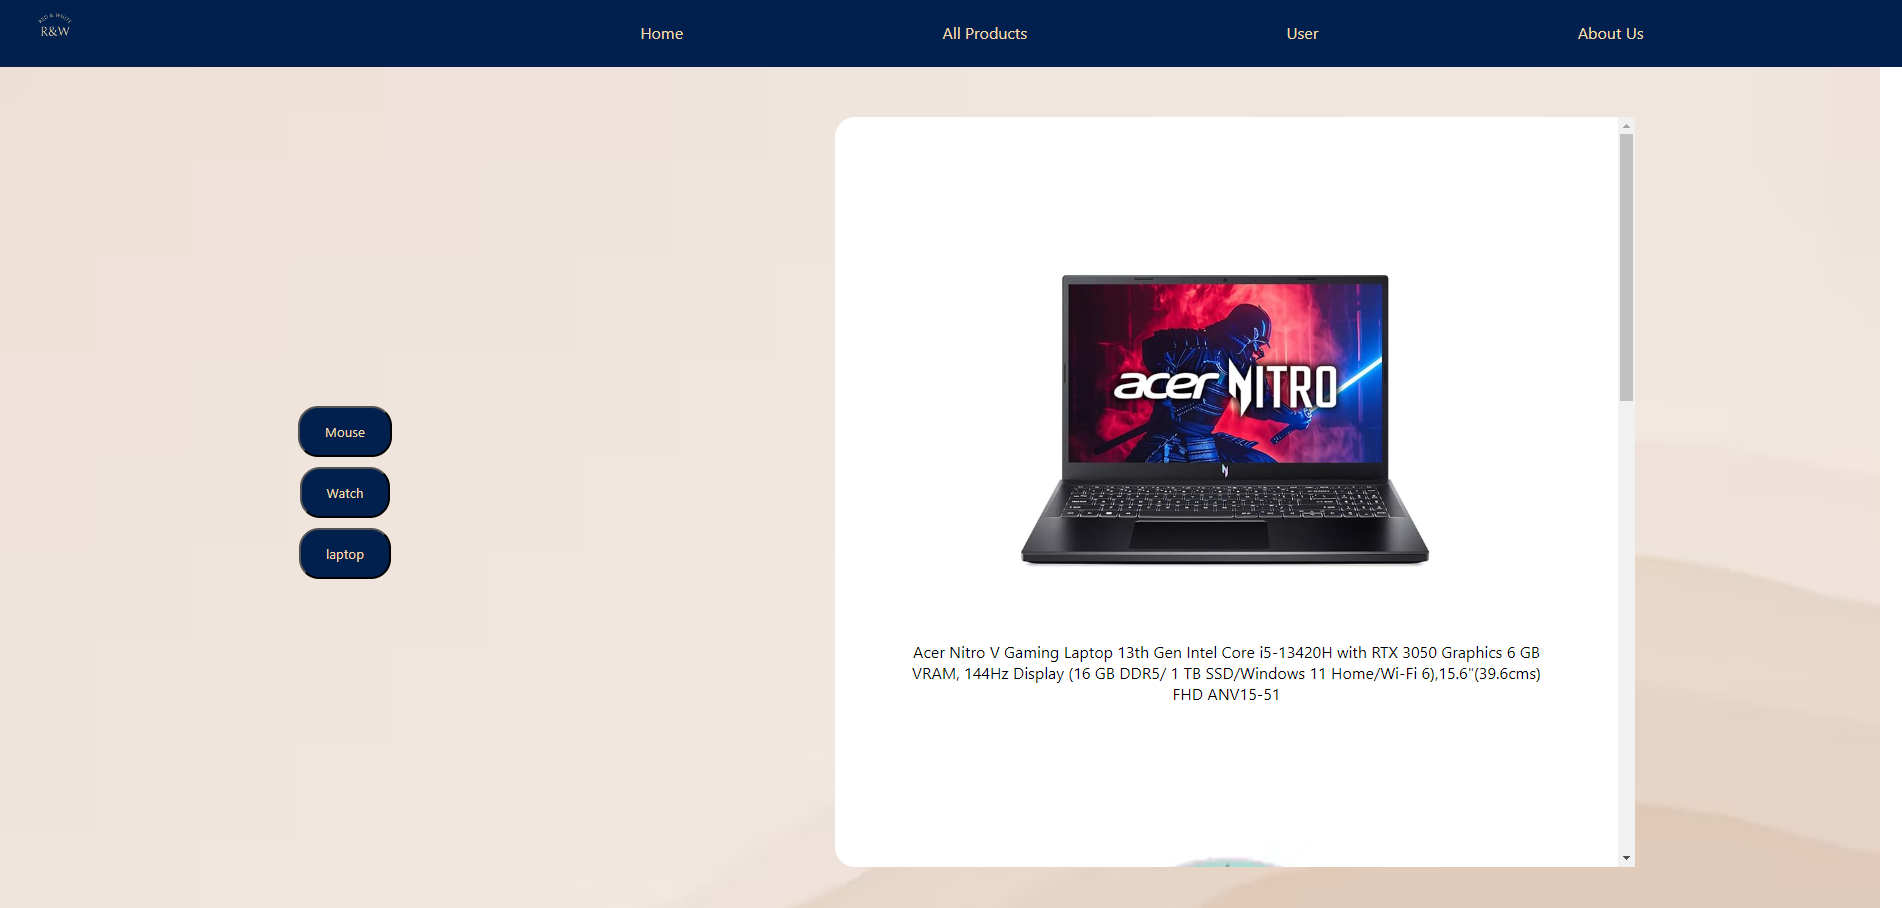 RED & WHITE
R&W
Home
All Products
User
About Us
Mouse
Watch
laptop
acer NITRO
Acer Nitro V Gaming Laptop 13th Gen Intel Core i5-13420H with RTX 3050 Graphics 6 GB
VRAM, 144Hz Display (16 GB DDR5/ 1 TB SSD/Windows 11 Home/Wi-Fi 6),15.6"(39.6cms)
FHD ANV15-51